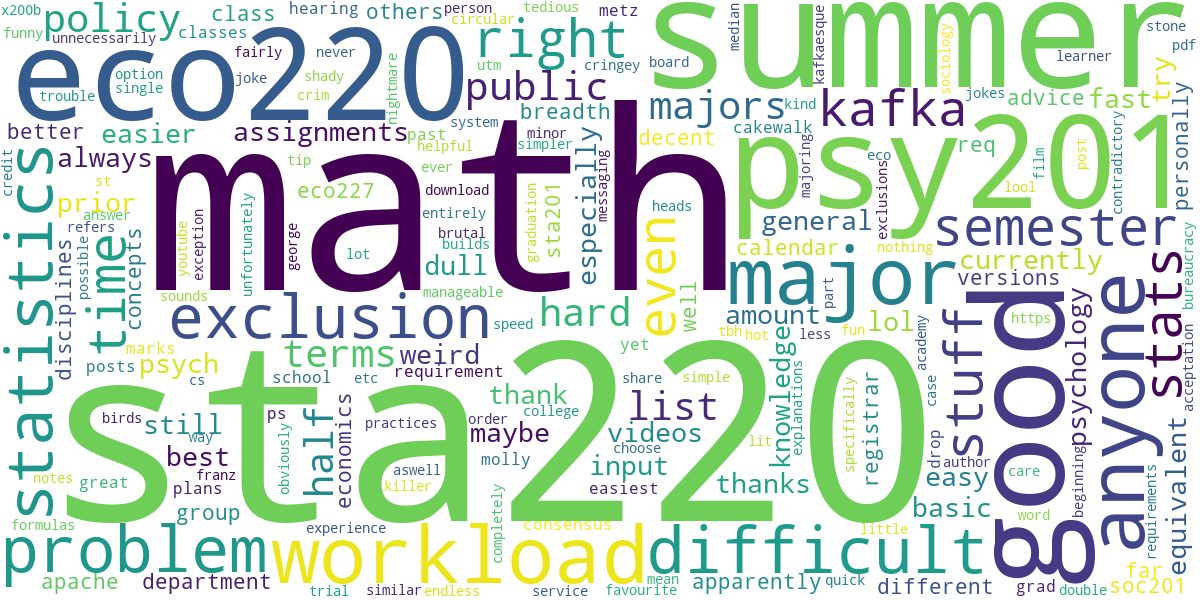 x200b
policy
class
hearing
others
person
metz
summer
median
kafkaesque
sociology
stone
funny
unnecessarily
classes
circular
tedious
right
pdf
eco220
fairly
never
utm
cringey
board
learner
option
single
joke
shady
nightmare
public
trouble
crim
breadth
majors
kind
kafka
jokes
advice
fast
try
better
easier
assignments
past
helpful
system
minor
simpler
decent
cakewalk
req
psy201
credit
statistics
always
math
tip
ever
especially
messaging
majoring
eco
film
post
contradictory
personally
st
prior
eco227
download
graduation
sta201
exclusions
lool
answer
refers
disciplines
possible
time
concepts
youtube
exception
unfortunately
george
entirely
brutal
builds
heads
general
semester
lot
dull
even
well
calendar
nothing
currently
sounds
manageable
major
part
versions
bureaucracy
exclusion
speed
hard
amount
good
https
anyone
stats
marks
terms
weird
yet
tbh
hot
less
fun
lol
stuff
psychology
posts
psych
requirement
knowledge
explanations
academy
cs
school
etc
thank
share
simple
specifically
registrar
case
acceptation
birds
still
half
ps
economics
practices
order
college
list
lit
drop
way
sta220
maybe
videos
choose
best
franz
obviously
aswell
molly
input
author
beginning
equivalent
notes
great
plans
killer
completely
easiest
thanks
easy
care
requirements
group
basic
word
formulas
experience
consensus
little
problem
workload
difficult
far
apache
department
trial
similar
endless
service
favourite
mean
apparently
quick
different
grad
double
soc201